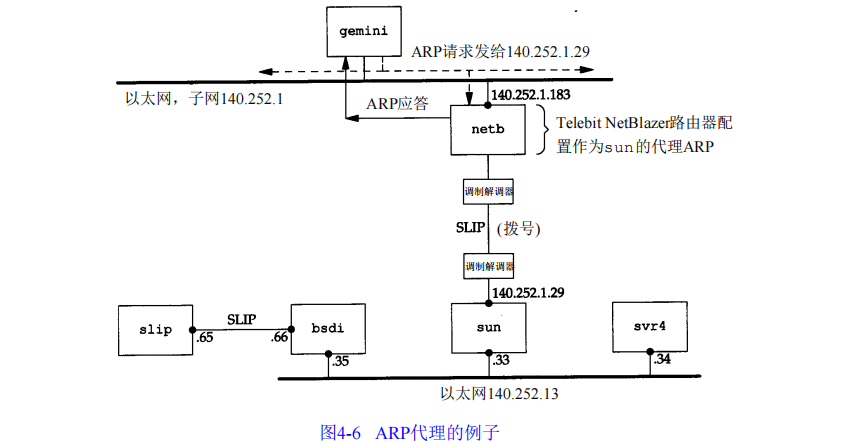 gemini
ARP请求发给140.252.1.29
以太网，子网140.252.1
140.252.1.183
ARP应答
netb
Telebit NetBlazer路由器配
置作为sun的代理ARP
调制解调器
SLIP (拨号)
调制解调器
140.252.1.29
slip
SLIP
.65
.66
bsdi
.35
sun
.33
svr4
.34
以太网140.252.13
图4-6 ARP代理的例子